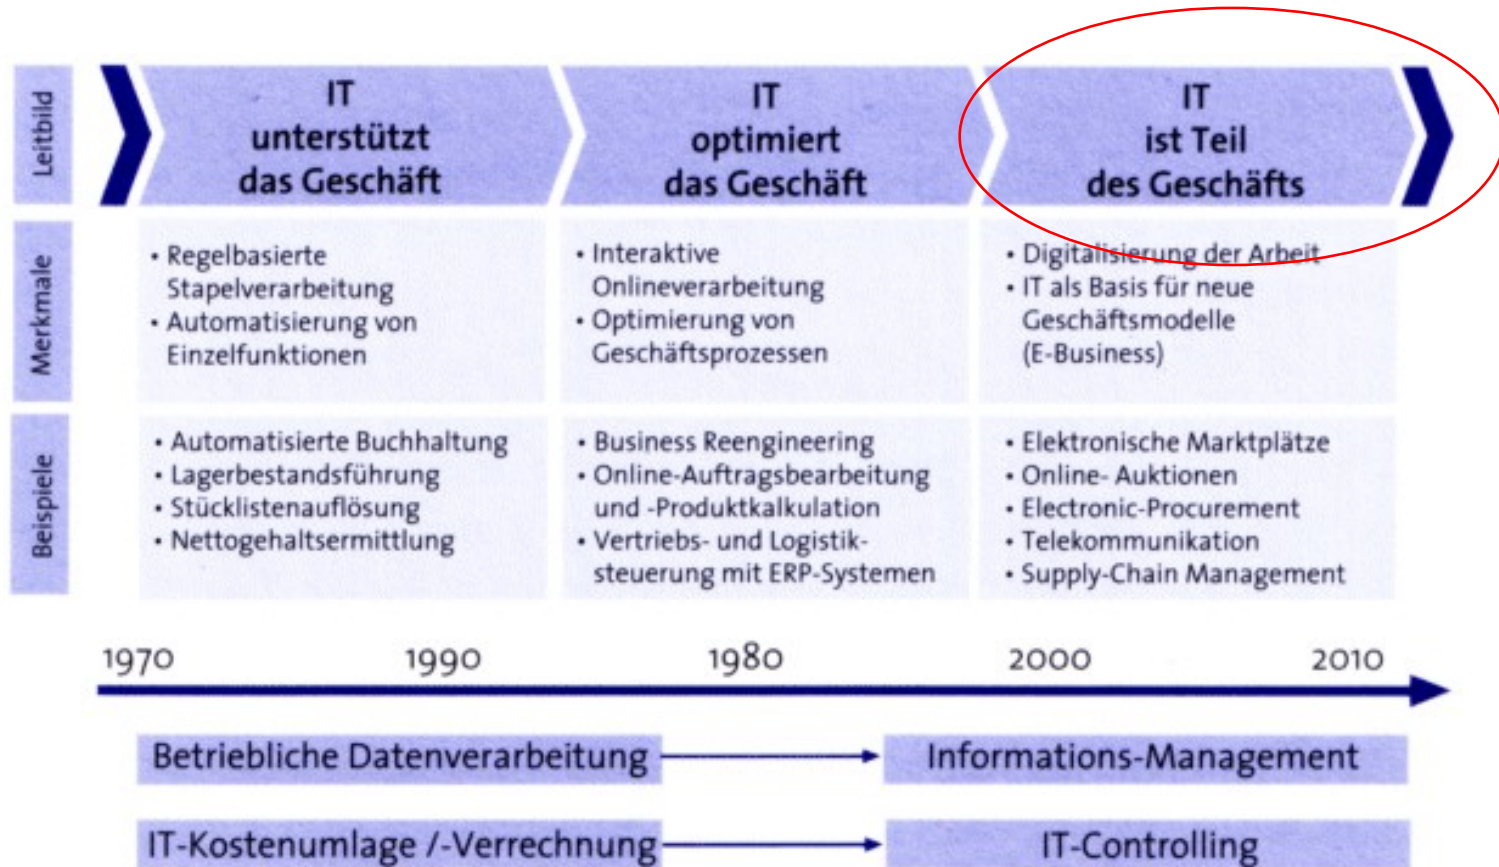 Leitbild
IT
unterstützt
das Geschäft
IT
optimiert
das Geschäft
IT
ist Teil
des Geschäfts
Merkmale
• Regelbasierte
Stapelverarbeitung
• Automatisierung von
Einzelfunktionen
• Interaktive
Onlineverarbeitung
• Optimierung von
Geschäftsprozessen
• Digitalisierung der Arbeit
• IT als Basis für neue
Geschäftsmodelle
(E-Business)
Beispiele
• Automatisierte Buchhaltung
• Lagerbestandsführung
• Stücklistenauflösung
• Nettogehaltsermittlung
• Business Reengineering
• Online-Auftragsbearbeitung
und -Produktkalkulation
• Vertriebs- und Logistik-
steuerung mit ERP-Systemen
• Elektronische Marktplätze
• Online- Auktionen
• Electronic-Procurement
• Telekommunikation
• Supply-Chain Management
1970 1990 1980 2000 2010
Betriebliche Datenverarbeitung
Informations-Management
IT-Kostenumlage /-Verrechnung
IT-Controlling